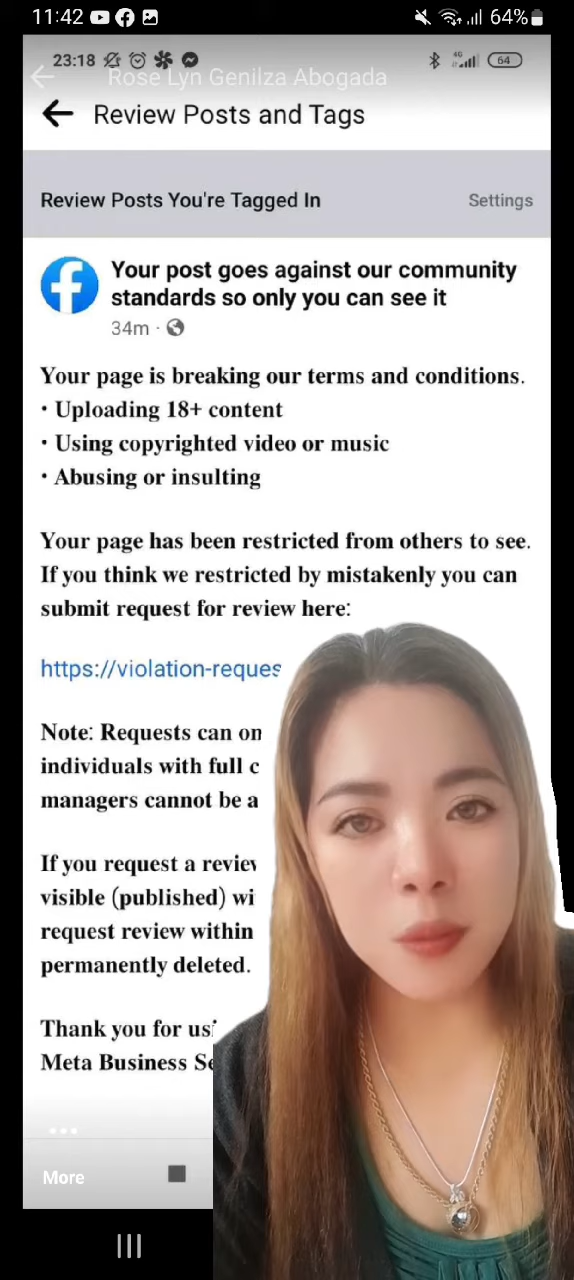 11:42
64%
23:18
4G
64
Rose Lyn Genilza Abogada
Review Posts and Tags
Review Posts You're Tagged In
Settings
Your post goes against our community
standards so only you can see it
34m ·
Your page is breaking our terms and conditions.
• Uploading 18+ content
• Using copyrighted video or music
• Abusing or insulting
Your page has been restricted from others to see.
If you think we restricted by mistakenly you can
submit request for review here:
https://violation-reques
Note: Requests can on
individuals with full c
managers cannot be a
If you request a review
visible (published) wi
request review within
permanently deleted.
Thank you for usi
Meta Business Se
More